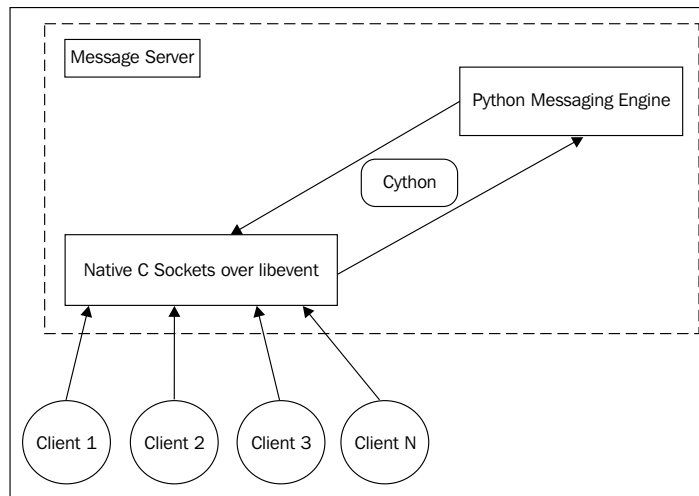 Message Server
Python Messaging Engine
Cython
Native C Sockets over libevent
Client 1
Client 2
Client 3
Client N